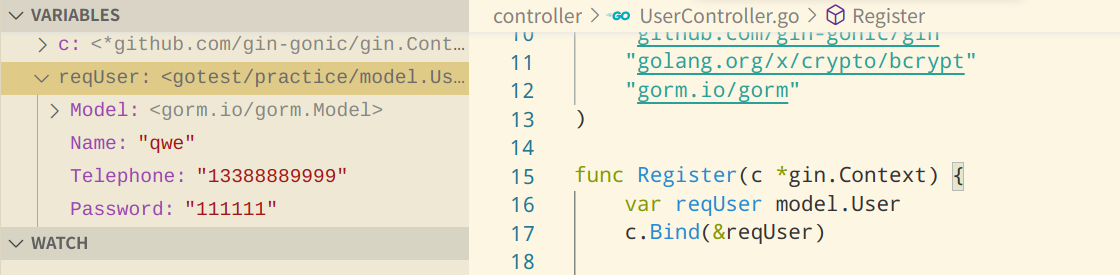 VARIABLES
c: <*github.com/gin-gonic/gin.Cont…
reqUser: <gotest/practice/model.Us…
Model: <gorm.io/gorm.Model>
Name: "qwe"
Telephone: "13388889999"
Password: "111111"
WATCH
controller > UserController.go > Register
10 "github.com/gin-gonic/gin"
11 "golang.org/x/crypto/bcrypt"
12 "gorm.io/gorm"
13 )
14
15 func Register(c *gin.Context) {
16 var reqUser model.User
17 c.Bind(&reqUser)
18